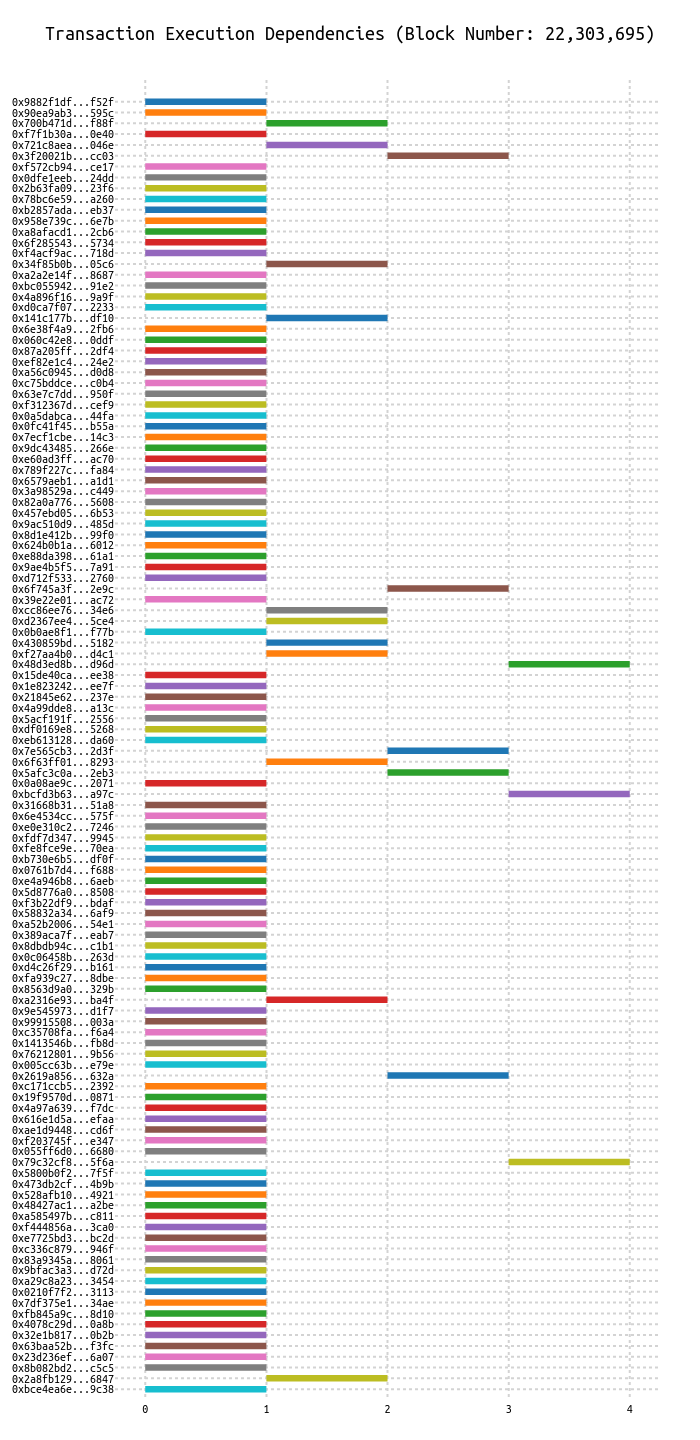 Transaction Execution Dependencies (Block Number: 22,303,695)
0x9882f1df...f52f
0x90ea9ab3...595c
0x700b471d...f88f
0xf7f1b30a...0e40
0x721c8aea...046e
0x3f20021b...cc03
0xf572cb94...ce17
0x0dfe1eeb...24dd
0x2b63fa09...23f6
0x78bc6e59...a260
0xb2857ada...eb37
0x958e739c...6e7b
0xa8afacd1...2cb6
0x6f285543...5734
0xf4acf9ac...718d
0x34f85b0b...05c6
0xa2a2e14f...8687
0xbc055942...91e2
0x4a896f16...9a9f
0xd0ca7f07...2233
0x141c177b...df10
0x6e38f4a9...2fb6
0x060c42e8...0ddf
0x87a205ff...2df4
0xef82e1c4...24e2
0xa56c0945...d0d8
0xc75bddce...c0b4
0x63e7c7dd...950f
0xf312367d...cef9
0x0a5dabca...44fa
0x0fc41f45...b55a
0x7ecf1cbe...14c3
0x9dc43485...266e
0xe60ad3ff...ac70
0x789f227c...fa84
0x6579aeb1...a1d1
0x3a98529a...c449
0x82a0a776...5608
0x457ebd05...6b53
0x9ac510d9...485d
0x8d1e412b...99f0
0x624b0b1a...6012
0xe88da398...61a1
0x9ae4b5f5...7a91
0xd712f533...2760
0x6f745a3f...2e9c
0x39e22e01...ac72
0xcc86ee76...34e6
0xd2367ee4...5ce4
0x0b0ae8f1...f77b
0x430859bd...5182
0xf27aa4b0...d4c1
0x48d3ed8b...d96d
0x15de40ca...ee38
0x1e823242...ee7f
0x21845e62...237e
0x4a99dde8...a13c
0x5acf191f...2556
0xdf0169e8...5268
0xeb613128...da60
0x7e565cb3...2d3f
0x6f63ff01...8293
0x5afc3c0a...2eb3
0x0a08ae9c...2071
0xbcfd3b63...a97c
0x31668b31...51a8
0x6e4534cc...575f
0xe0e310c2...7246
0xfdf7d347...9945
0xfe8fce9e...70ea
0xb730e6b5...df0f
0x0761b7d4...f688
0xe4a946b8...6aeb
0x5d8776a0...8508
0xf3b22df9...bdaf
0x58832a34...6af9
0xa52b2006...54e1
0x389aca7f...eab7
0x8dbdb94c...c1b1
0x0c06458b...263d
0xd4c26f29...b161
0xfa939c27...8dbe
0x8563d9a0...329b
0xa2316e93...ba4f
0x9e545973...d1f7
0x99915508...003a
0xc35708fa...f6a4
0x1413546b...fb8d
0x76212801...9b56
0x005cc63b...e79e
0x2619a856...632a
0xc171ccb5...2392
0x19f9570d...0871
0x4a97a639...f7dc
0x616e1d5a...efaa
0xae1d9448...cd6f
0xf203745f...e347
0x055ff6d0...6680
0x79c32cf8...5f6a
0x5800b0f2...7f5f
0x473db2cf...4b9b
0x528afb10...4921
0x48427ac1...a2be
0xa585497b...c811
0xf444856a...3ca0
0xe7725bd3...bc2d
0xc336c879...946f
0x83a9345a...8061
0x9bfac3a3...d72d
0xa29c8a23...3454
0x0210f7f2...3113
0x7df375e1...34ae
0xfb845a9c...8d10
0x4078c29d...0a8b
0x32e1b817...0b2b
0x63baa52b...f3fc
0x23d236ef...6a07
0x8b082bd2...c5c5
0x2a8fb129...6847
0xbce4ea6e...9c38
0 1 2 3 4